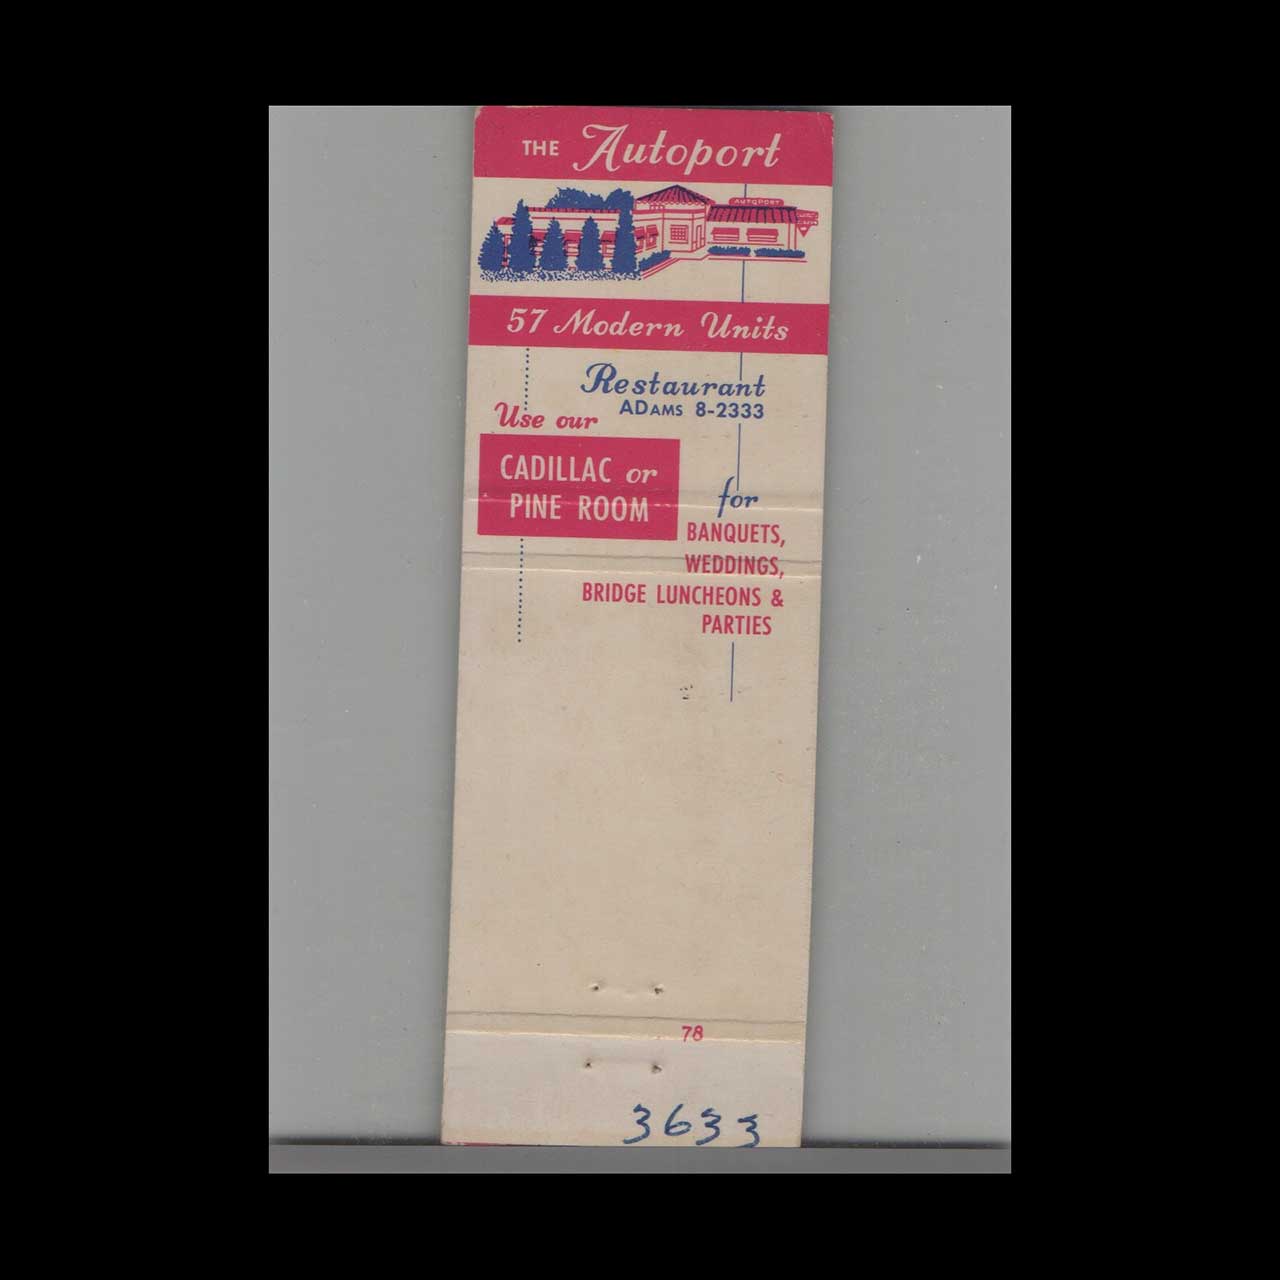 THE Autoport
AUTOPORT
57 Modern Units
Restaurant
ADAMS 8-2333
Use our
CADILLAC or
PINE ROOM
for
BANQUETS,
WEDDINGS,
BRIDGE LUNCHEONS &
PARTIES
78
3633